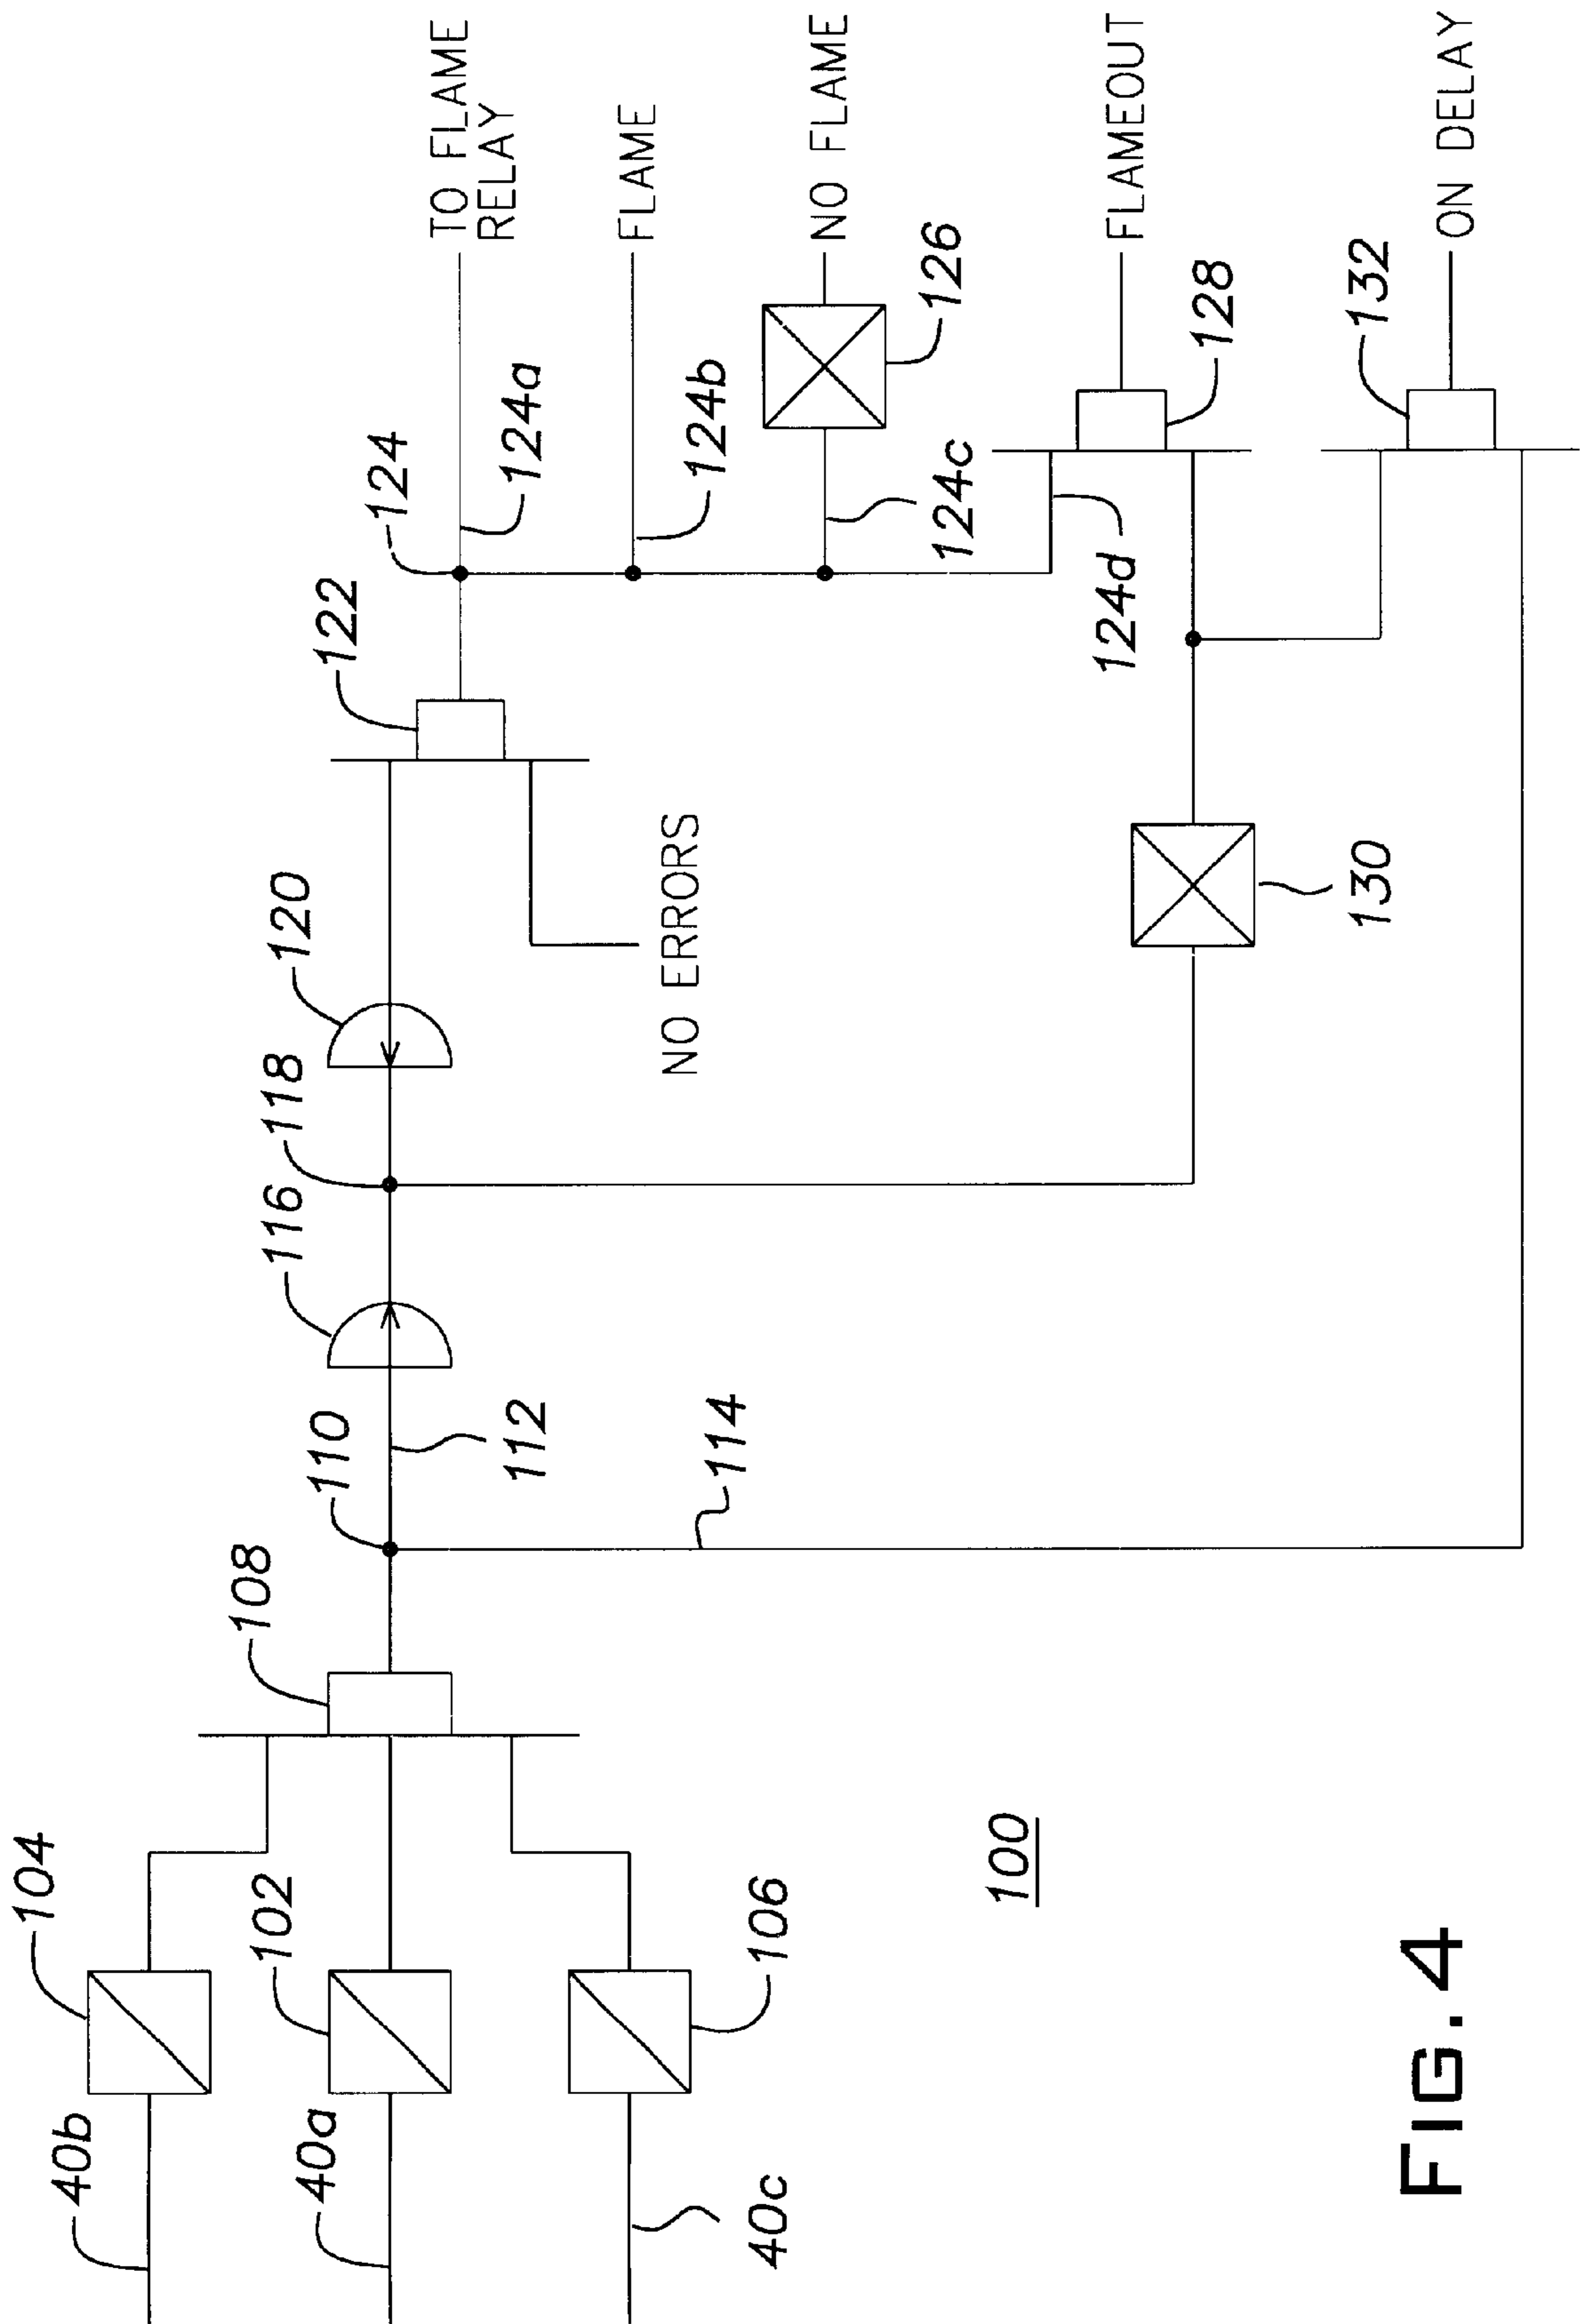 104
40b
102
40a
106
40c
108
110
112
114
116
118
120
NO ERRORS
122
124
124a
124b
124c
124d
126
128
130
132
TO FLAME
RELAY
FLAME
NO FLAME
FLAMEOUT
ON DELAY
100
FIG. 4